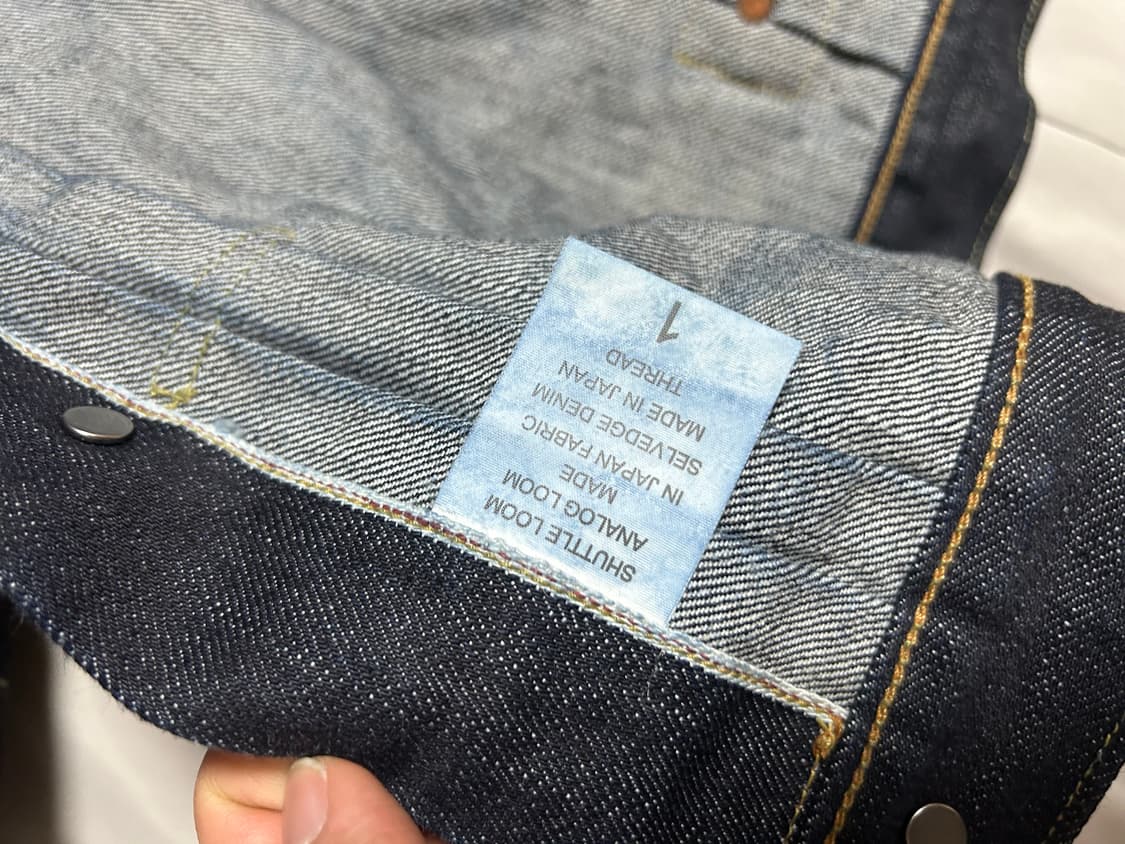 SHUTTLE LOOM
ANALOG LOOM
MADE
IN JAPAN FABRIC
SELVEDGE DENIM
MADE IN JAPAN
THREAD
1